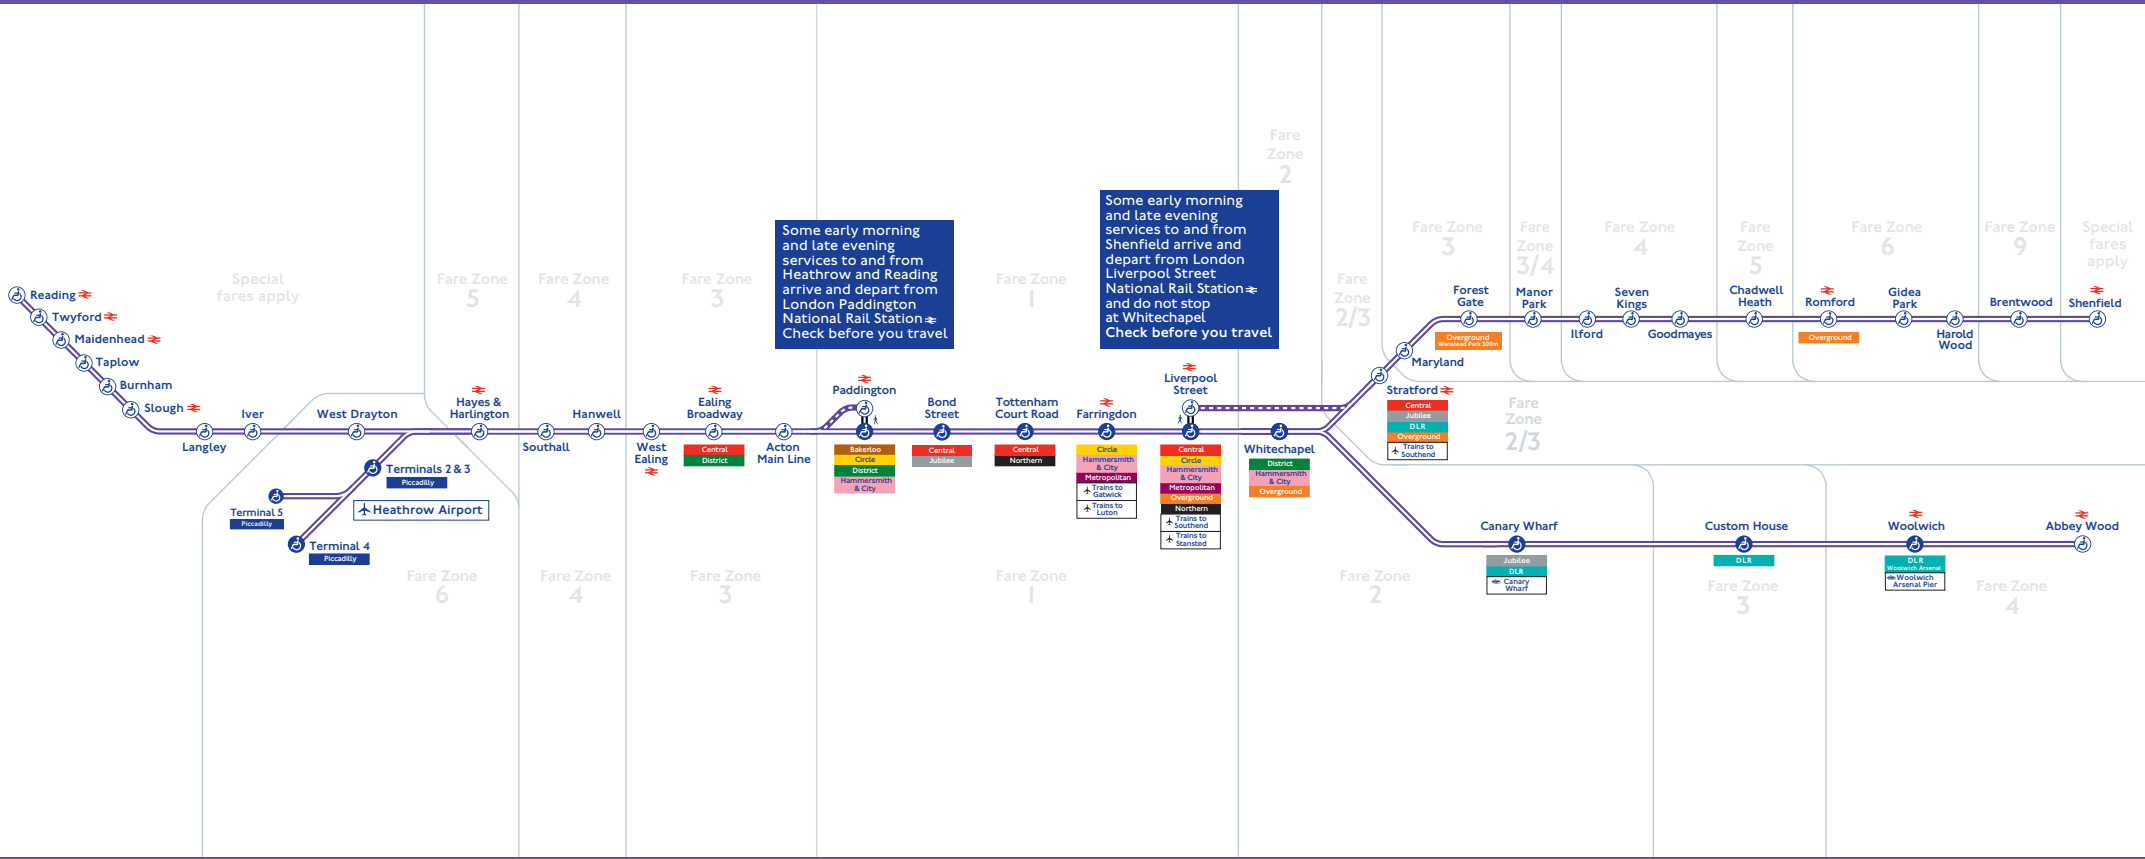 Fare
Zone
2
Some early morning
and late evening
services to and from
Shenfield arrive and
depart from London
Liverpool Street
National Rail Station
and do not stop
at Whitechapel
Check before you travel
Some early morning
and late evening
services to and from
Heathrow and Reading
arrive and depart from
London Paddington
National Rail Station
Check before you travel
Special
fares apply
Fare Zone
5
Fare Zone
4
Fare Zone
3
Fare Zone
1
Fare
Zone
2/3
Fare Zone
3
Fare
Zone
3/4
Fare Zone
4
Fare
Zone
5
Fare Zone
6
Fare Zone
9
Special
fares
apply
Reading
Twyford
Maidenhead
Taplow
Burnham
Slough
Langley
Iver
West Drayton
Hayes &
Harlington
Southall
Hanwell
West
Ealing
Ealing
Broadway
Central
District
Acton
Main Line
Paddington
Bakerloo
Circle
District
Hammersmith
& City
Bond
Street
Central
Jubilee
Tottenham
Court Road
Central
Northern
Farringdon
Circle
Hammersmith
& City
Metropolitan
Trains to
Gatwick
Trains to
Luton
Liverpool
Street
Central
Circle
Hammersmith
& City
Metropolitan
Overground
Northern
Trains to
Southend
Trains to
Stansted
Whitechapel
District
Hammersmith
& City
Overground
Stratford
Central
Jubilee
DLR
Overground
Trains to
Southend
Maryland
Forest
Gate
Overground
Wanstead Park 300m
Manor
Park
Ilford
Seven
Kings
Goodmayes
Chadwell
Heath
Romford
Overground
Gidea
Park
Harold
Wood
Brentwood
Shenfield
Fare
Zone
2/3
Terminals 2 & 3
Piccadilly
Terminal 5
Piccadilly
Heathrow Airport
Terminal 4
Piccadilly
Canary Wharf
Jubilee
DLR
Canary
Wharf
Custom House
DLR
Woolwich
DLR
Woolwich Arsenal
Woolwich
Arsenal Pier
Abbey Wood
Fare Zone
6
Fare Zone
4
Fare Zone
3
Fare Zone
1
Fare Zone
2
Fare Zone
3
Fare Zone
4